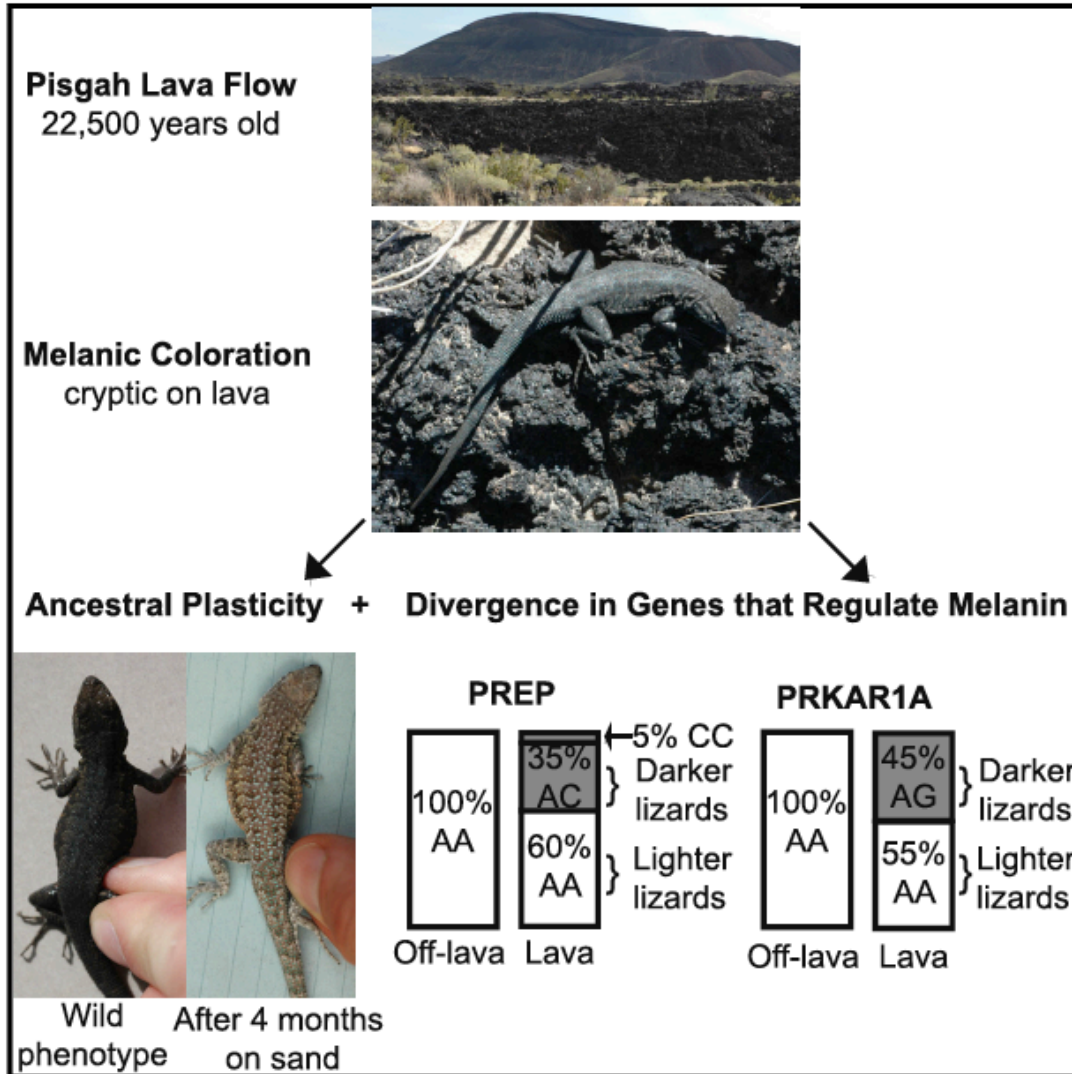 Pisgah Lava Flow
22,500 years old
Melanic Coloration
cryptic on lava
Ancestral Plasticity + Divergence in Genes that Regulate Melanin
Wild
phenotype
After 4 months
on sand
PREP
100%
AA
Off-lava
5% CC
35%
AC
Darker
lizards
60%
AA
Lighter
lizards
Lava
PRKAR1A
100%
AA
Off-lava
45%
AG
Darker
lizards
55%
AA
Lighter
lizards
Lava